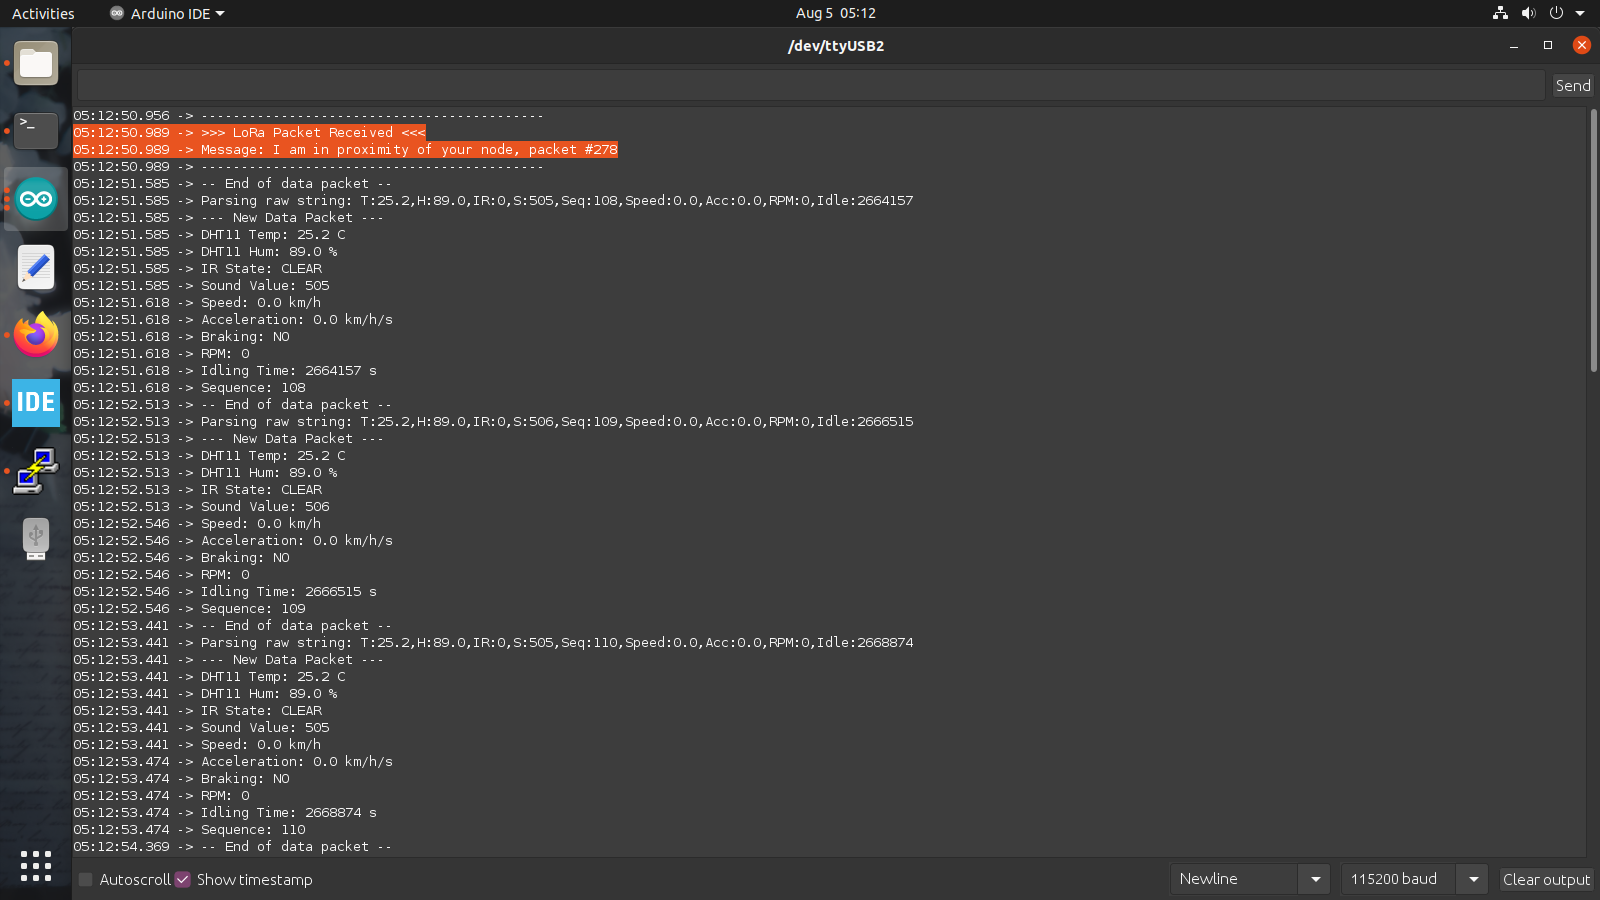 Activities
Arduino IDE
Aug 5 05:12
/dev/ttyUSB2
Send
05:12:50.956 -> -------------------------------------------
05:12:50.989 -> >>> LoRa Packet Received <<<
05:12:50.989 -> Message: I am in proximity of your node, packet #278
05:12:50.989 -> -------------------------------------------
05:12:51.585 -> -- End of data packet --
05:12:51.585 -> Parsing raw string: T:25.2,H:89.0,IR:0,S:505,Seq:108,Speed:0.0,Acc:0.0,RPM:0,Idle:2664157
05:12:51.585 -> --- New Data Packet ---
05:12:51.585 -> DHT11 Temp: 25.2 C
05:12:51.585 -> DHT11 Hum: 89.0 %
05:12:51.585 -> IR State: CLEAR
05:12:51.585 -> Sound Value: 505
05:12:51.618 -> Speed: 0.0 km/h
05:12:51.618 -> Acceleration: 0.0 km/h/s
05:12:51.618 -> Braking: NO
05:12:51.618 -> RPM: 0
05:12:51.618 -> Idling Time: 2664157 s
05:12:51.618 -> Sequence: 108
05:12:52.513 -> -- End of data packet --
05:12:52.513 -> Parsing raw string: T:25.2,H:89.0,IR:0,S:506,Seq:109,Speed:0.0,Acc:0.0,RPM:0,Idle:2666515
05:12:52.513 -> --- New Data Packet ---
05:12:52.513 -> DHT11 Temp: 25.2 C
05:12:52.513 -> DHT11 Hum: 89.0 %
05:12:52.513 -> IR State: CLEAR
05:12:52.513 -> Sound Value: 506
05:12:52.546 -> Speed: 0.0 km/h
05:12:52.546 -> Acceleration: 0.0 km/h/s
05:12:52.546 -> Braking: NO
05:12:52.546 -> RPM: 0
05:12:52.546 -> Idling Time: 2666515 s
05:12:52.546 -> Sequence: 109
05:12:53.441 -> -- End of data packet --
05:12:53.441 -> Parsing raw string: T:25.2,H:89.0,IR:0,S:505,Seq:110,Speed:0.0,Acc:0.0,RPM:0,Idle:2668874
05:12:53.441 -> --- New Data Packet ---
05:12:53.441 -> DHT11 Temp: 25.2 C
05:12:53.441 -> DHT11 Hum: 89.0 %
05:12:53.441 -> IR State: CLEAR
05:12:53.441 -> Sound Value: 505
05:12:53.441 -> Speed: 0.0 km/h
05:12:53.474 -> Acceleration: 0.0 km/h/s
05:12:53.474 -> Braking: NO
05:12:53.474 -> RPM: 0
05:12:53.474 -> Idling Time: 2668874 s
05:12:53.474 -> Sequence: 110
05:12:54.369 -> -- End of data packet --
IDE
Autoscroll
Show timestamp
Newline
115200 baud
Clear output